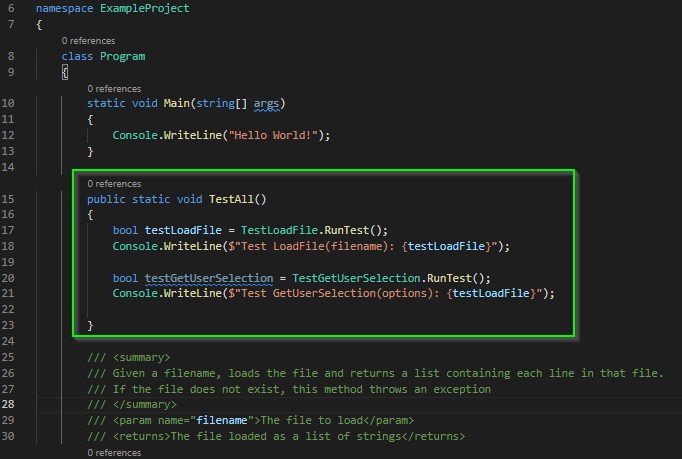 6 namespace ExampleProject
7 {
0 references
8 class Program
9 {
0 references
10 static void Main(string[] args)
11 {
12 Console.WriteLine("Hello World!");
13 }
14
0 references
15 public static void TestAll()
16 {
17 bool testLoadFile = TestLoadFile.RunTest();
18 Console.WriteLine($"Test LoadFile(filename): {testLoadFile}");
19
20 bool testGetUserSelection = TestGetUserSelection.RunTest();
21 Console.WriteLine($"Test GetUserSelection(options): {testLoadFile}");
22
23 }
24
25 /// <summary>
26 /// Given a filename, loads the file and returns a list containing each line in that file.
27 /// If the file does not exist, this method throws an exception
28 /// </summary>
29 /// <param name="filename">The file to load</param>
30 /// <returns>The file loaded as a list of strings</returns>
0 references